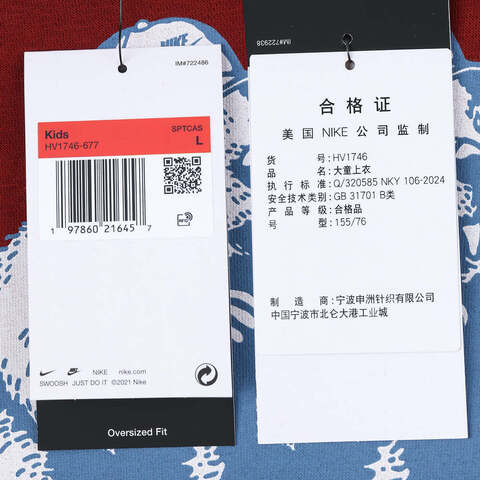 NIKE
IM#722486
Kids
HV1746-677
SPTCAS
L
1 97860 21645 7
NIKE nike.com
SWOOSH JUST DO IT ©2021 Nike
Oversized Fit
IM#722938
合格证
美国 NIKE 公司监制
货 号:HV1746
品 名:大童上衣
执行标准:Q/320585 NKY 106-2024
安全技术类别:GB 31701 B类
产品等级:合格品
号 型:155/76
制造商:宁波申洲针织有限公司
中国宁波市北仑大港工业城